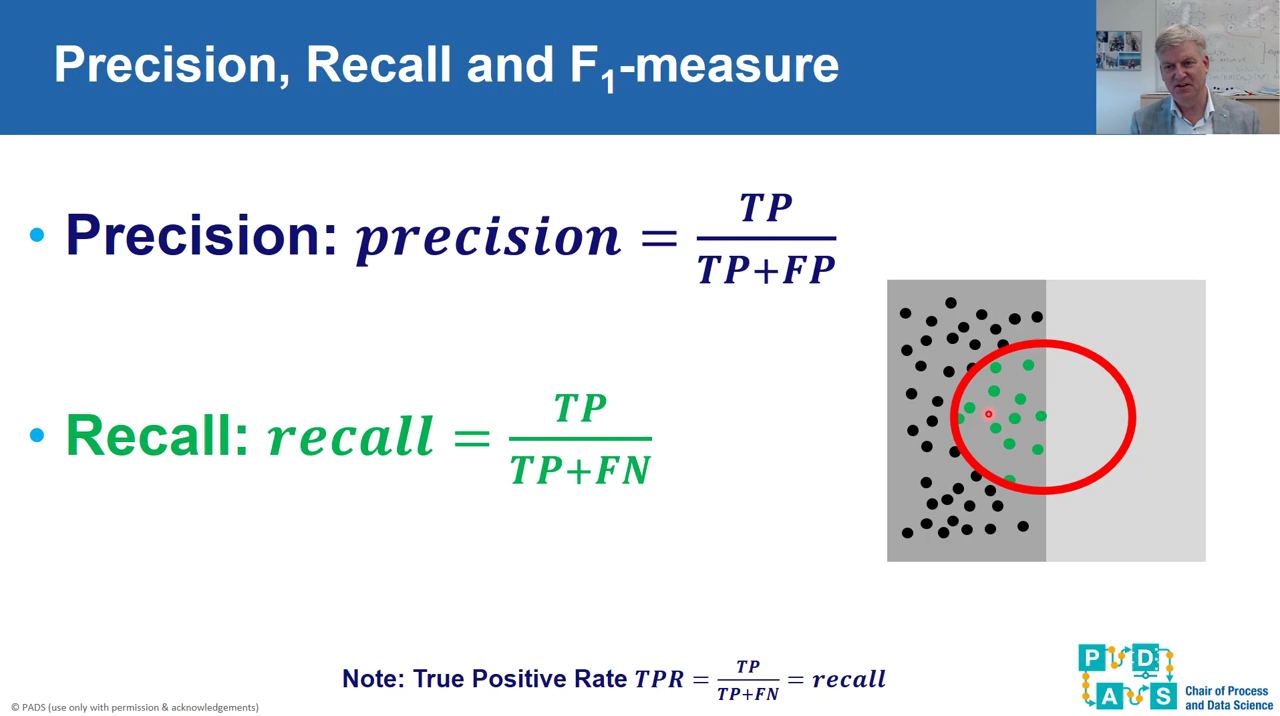 Precision, Recall and F₁-measure
• Precision: precision = TP / TP+FP
• Recall: recall = TP / TP+FN
Note: True Positive Rate TPR = TP / TP+FN = recall
P D
A S
Chair of Process
and Data Science
© PADS (use only with permission & acknowledgements)